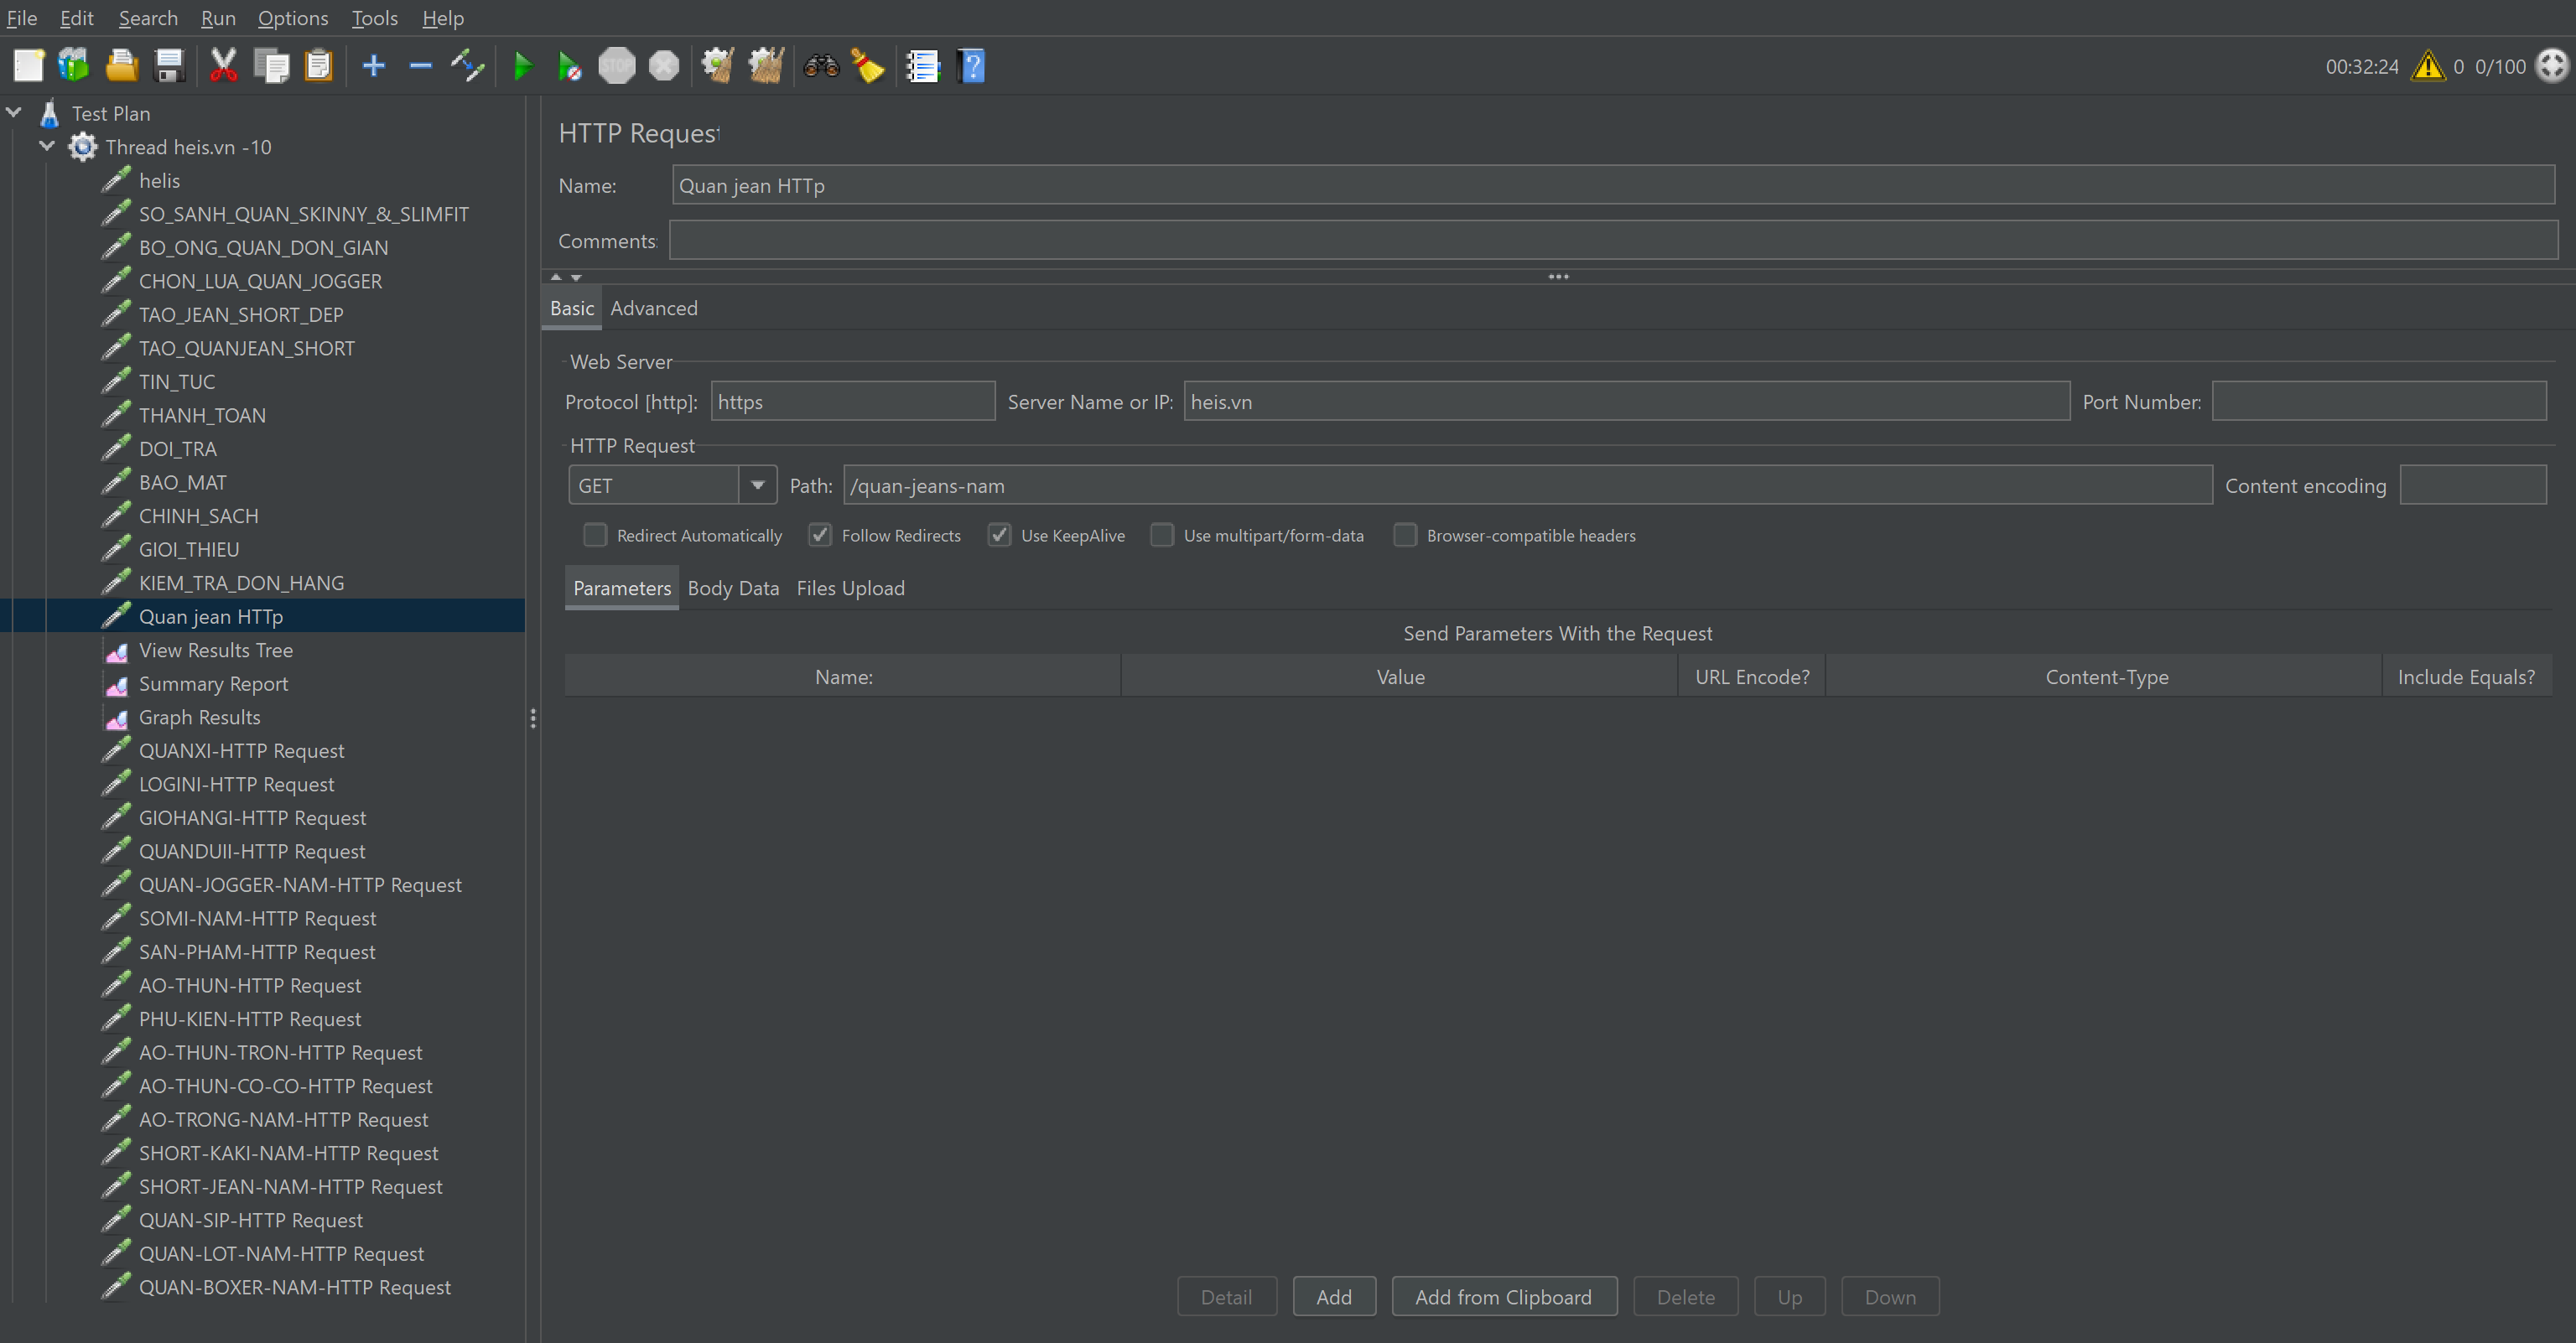 File Edit Search Run Options Tools Help
STOP
00:32:24 0 0/100
Test Plan
Thread heis.vn -10
helis
SO_SANH_QUAN_SKINNY_&_SLIMFIT
BO_ONG_QUAN_DON_GIAN
CHON_LUA_QUAN_JOGGER
TAO_JEAN_SHORT_DEP
TAO_QUANJEAN_SHORT
TIN_TUC
THANH_TOAN
DOI_TRA
BAO_MAT
CHINH_SACH
GIOI_THIEU
KIEM_TRA_DON_HANG
Quan jean HTTp
View Results Tree
Summary Report
Graph Results
QUANXI-HTTP Request
LOGINI-HTTP Request
GIOHANGI-HTTP Request
QUANDUII-HTTP Request
QUAN-JOGGER-NAM-HTTP Request
SOMI-NAM-HTTP Request
SAN-PHAM-HTTP Request
AO-THUN-HTTP Request
PHU-KIEN-HTTP Request
AO-THUN-TRON-HTTP Request
AO-THUN-CO-CO-HTTP Request
AO-TRONG-NAM-HTTP Request
SHORT-KAKI-NAM-HTTP Request
SHORT-JEAN-NAM-HTTP Request
QUAN-SIP-HTTP Request
QUAN-LOT-NAM-HTTP Request
QUAN-BOXER-NAM-HTTP Request
HTTP Request
Name: Quan jean HTTp
Comments:
Basic Advanced
Web Server
Protocol [http]: https Server Name or IP: heis.vn Port Number:
HTTP Request
GET Path: /quan-jeans-nam Content encoding
Redirect Automatically Follow Redirects Use KeepAlive Use multipart/form-data Browser-compatible headers
Parameters Body Data Files Upload
Send Parameters With the Request
Name: Value URL Encode? Content-Type Include Equals?
Detail Add Add from Clipboard Delete Up Down